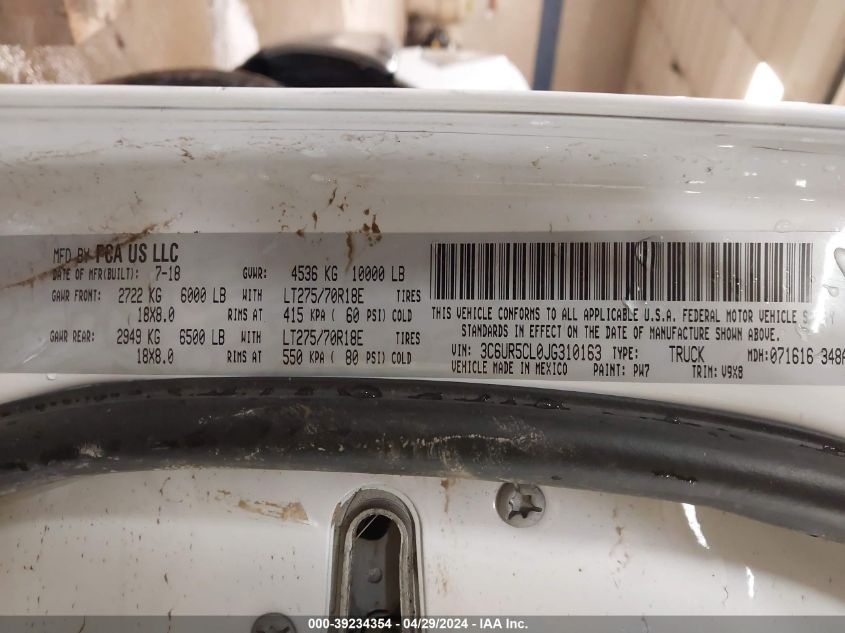 MFD BY FCA US LLC
DATE OF MFR(BUILT): 7-18 GVWR: 4536 KG 10000 LB
GAWR FRONT: 2722 KG 6000 LB WITH LT275/70R18E TIRES
18X8.0 RIMS AT 415 KPA ( 60 PSI) COLD
GAWR REAR: 2949 KG 6500 LB WITH LT275/70R18E TIRES
18X8.0 RIMS AT 550 KPA ( 80 PSI) COLD
THIS VEHICLE CONFORMS TO ALL APPLICABLE U.S.A. FEDERAL MOTOR VEHICLE
STANDARDS IN EFFECT ON THE DATE OF MANUFACTURE SHOWN ABOVE.
VIN: 3C6UR5CL0JG310163 TYPE: TRUCK MDH: 071616 348A
VEHICLE MADE IN MEXICO PAINT: PW7 TRIM: V9X8
000-39234354 - 04/29/2024 - IAA Inc.